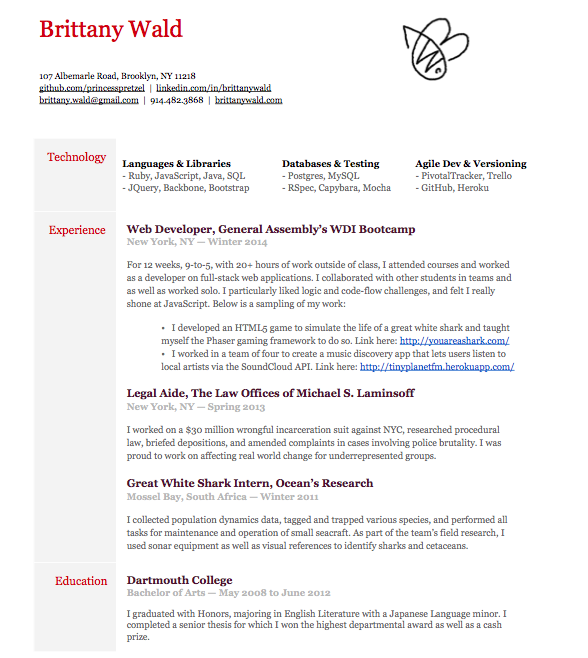 Brittany Wald
107 Albemarle Road, Brooklyn, NY 11218
github.com/princesspretzel | linkedin.com/in/brittanywald
brittany.wald@gmail.com | 914.482.3868 | brittanywald.com
Technology
Languages & Libraries
- Ruby, JavaScript, Java, SQL
- JQuery, Backbone, Bootstrap
Databases & Testing
- Postgres, MySQL
- RSpec, Capybara, Mocha
Agile Dev & Versioning
- PivotalTracker, Trello
- GitHub, Heroku
Experience
Web Developer, General Assembly's WDI Bootcamp
New York, NY — Winter 2014
For 12 weeks, 9-to-5, with 20+ hours of work outside of class, I attended courses and worked
as a developer on full-stack web applications. I collaborated with other students in teams and
as well as worked solo. I particularly liked logic and code-flow challenges, and felt I really
shone at JavaScript. Below is a sampling of my work:
• I developed an HTML5 game to simulate the life of a great white shark and taught
myself the Phaser gaming framework to do so. Link here: http://youareashark.com/
• I worked in a team of four to create a music discovery app that lets users listen to
local artists via the SoundCloud API. Link here: http://tinyplanetfm.herokuapp.com/
Legal Aide, The Law Offices of Michael S. Laminsoff
New York, NY — Spring 2013
I worked on a $30 million wrongful incarceration suit against NYC, researched procedural
law, briefed depositions, and amended complaints in cases involving police brutality. I was
proud to work on affecting real world change for underrepresented groups.
Great White Shark Intern, Ocean's Research
Mossel Bay, South Africa — Winter 2011
I collected population dynamics data, tagged and trapped various species, and performed all
tasks for maintenance and operation of small seacraft. As part of the team's field research, I
used sonar equipment as well as visual references to identify sharks and cetaceans.
Education
Dartmouth College
Bachelor of Arts — May 2008 to June 2012
I graduated with Honors, majoring in English Literature with a Japanese Language minor. I
completed a senior thesis for which I won the highest departmental award as well as a cash
prize.